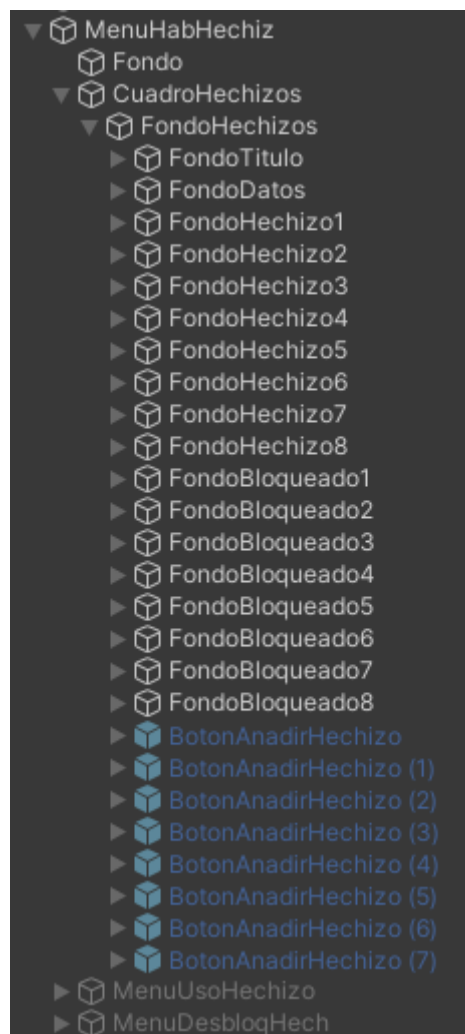 MenuHabHechiz
Fondo
CuadroHechizos
FondoHechizos
FondoTitulo
FondoDatos
FondoHechizo1
FondoHechizo2
FondoHechizo3
FondoHechizo4
FondoHechizo5
FondoHechizo6
FondoHechizo7
FondoHechizo8
FondoBloqueado1
FondoBloqueado2
FondoBloqueado3
FondoBloqueado4
FondoBloqueado5
FondoBloqueado6
FondoBloqueado7
FondoBloqueado8
BotonAnadirHechizo
BotonAnadirHechizo (1)
BotonAnadirHechizo (2)
BotonAnadirHechizo (3)
BotonAnadirHechizo (4)
BotonAnadirHechizo (5)
BotonAnadirHechizo (6)
BotonAnadirHechizo (7)
MenuUsoHechizo
MenuDesbloqHech